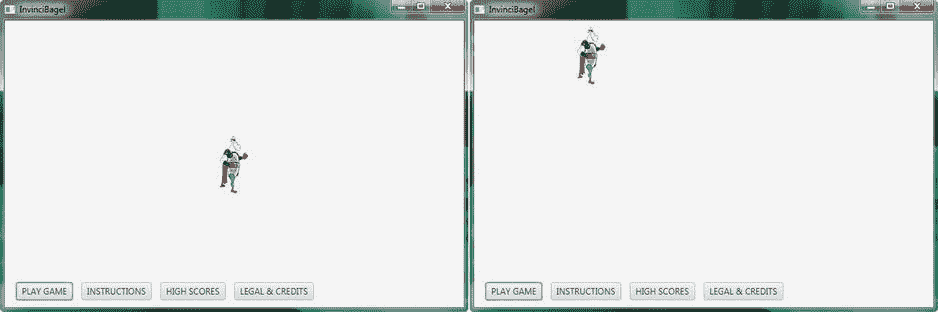 InvinciBagel
PLAY GAME INSTRUCTIONS HIGH SCORES LEGAL & CREDITS
InvinciBagel
PLAY GAME INSTRUCTIONS HIGH SCORES LEGAL & CREDITS